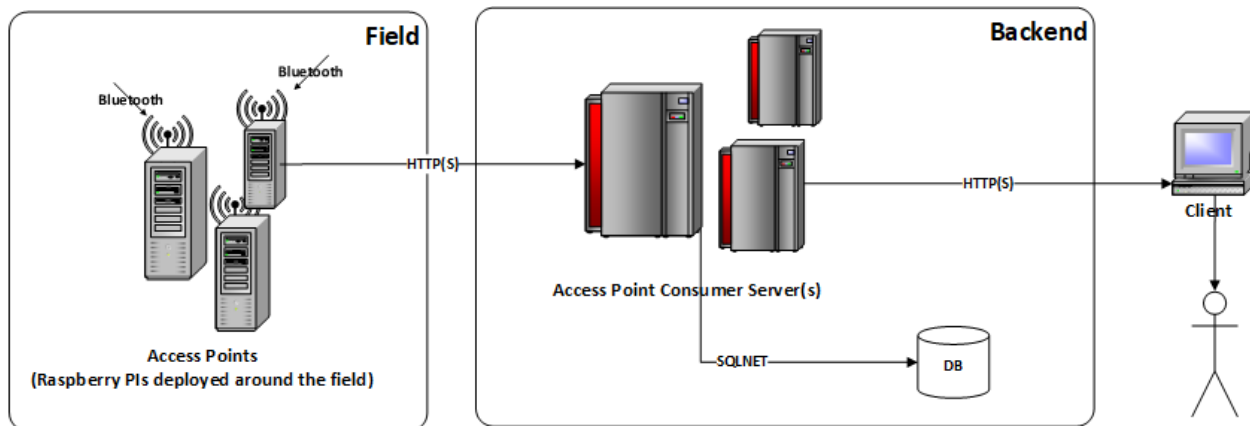 Field
Bluetooth
Bluetooth
HTTP(S)
Access Points
(Raspberry PIs deployed around the field)
Backend
Access Point Consumer Server(s)
SQLNET
DB
HTTP(S)
Client